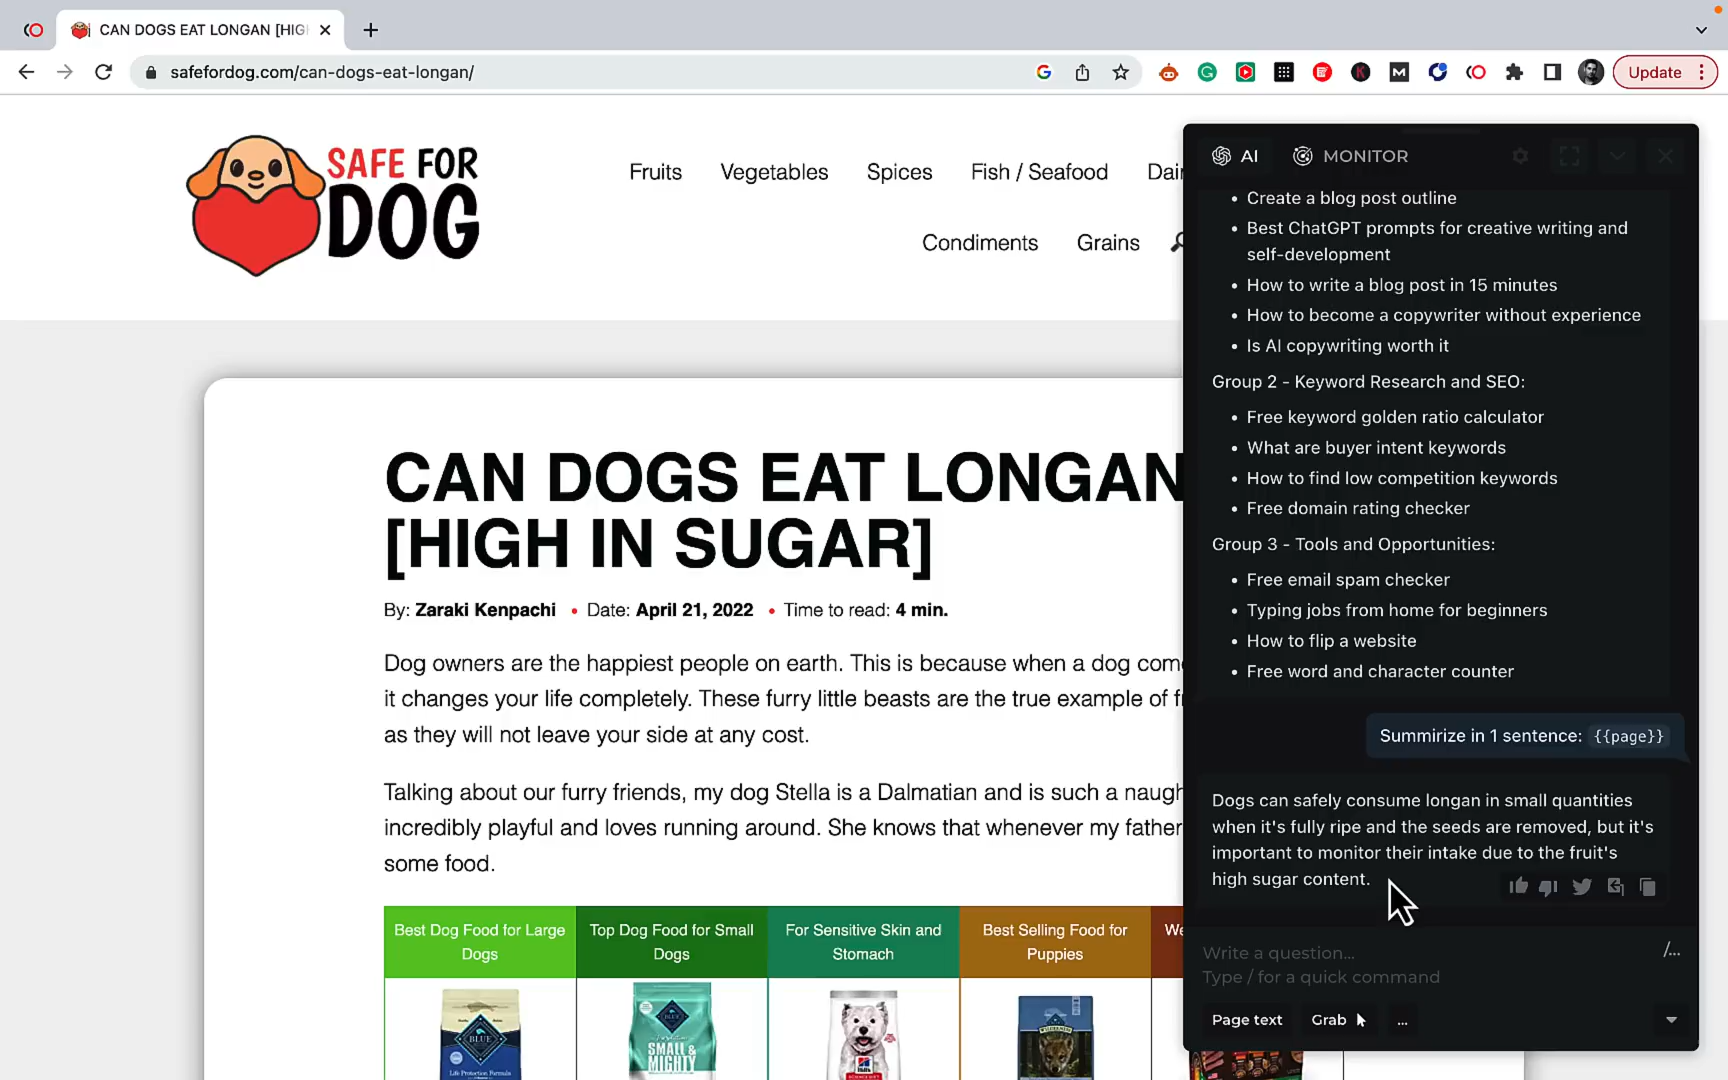 CAN DOGS EAT LONGAN [HIG
safefordog.com/can-dogs-eat-longan/
Update
SAFE FOR
DOG
Fruits
Vegetables
Spices
Fish / Seafood
Dair
Condiments
Grains
CAN DOGS EAT LONGAN
[HIGH IN SUGAR]
By: Zaraki Kenpachi • Date: April 21, 2022 • Time to read: 4 min.
Dog owners are the happiest people on earth. This is because when a dog com
it changes your life completely. These furry little beasts are the true example of f
as they will not leave your side at any cost.
Talking about our furry friends, my dog Stella is a Dalmatian and is such a naugh
incredibly playful and loves running around. She knows that whenever my father
some food.
Best Dog Food for Large
Dogs
Top Dog Food for Small
Dogs
For Sensitive Skin and
Stomach
Best Selling Food for
Puppies
We
BLUE
Life Protection Formula
BLUE
SMALL &
MIGHTY
Hill's
WILDERNESS
AI
MONITOR
• Create a blog post outline
• Best ChatGPT prompts for creative writing and
self-development
• How to write a blog post in 15 minutes
• How to become a copywriter without experience
• Is AI copywriting worth it
Group 2 - Keyword Research and SEO:
• Free keyword golden ratio calculator
• What are buyer intent keywords
• How to find low competition keywords
• Free domain rating checker
Group 3 - Tools and Opportunities:
• Free email spam checker
• Typing jobs from home for beginners
• How to flip a website
• Free word and character counter
Summirize in 1 sentence: {{page}}
Dogs can safely consume longan in small quantities
when it's fully ripe and the seeds are removed, but it's
important to monitor their intake due to the fruit's
high sugar content.
Write a question...
Type / for a quick command
/...
Page text
Grab
...